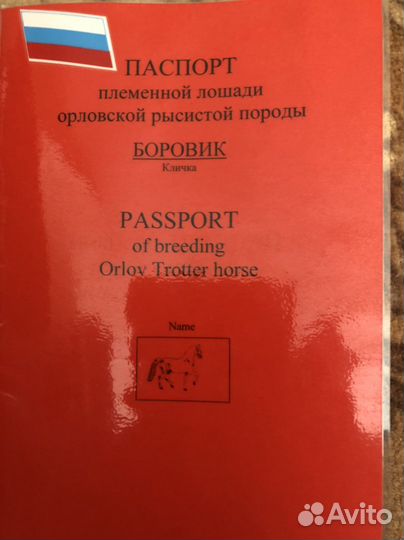 ПАСПОРТ
племенной лошади
орловской рысистой породы
БОРОВИК
Кличка
PASSPORT
of breeding
Orlov Trotter horse
Name
Avito